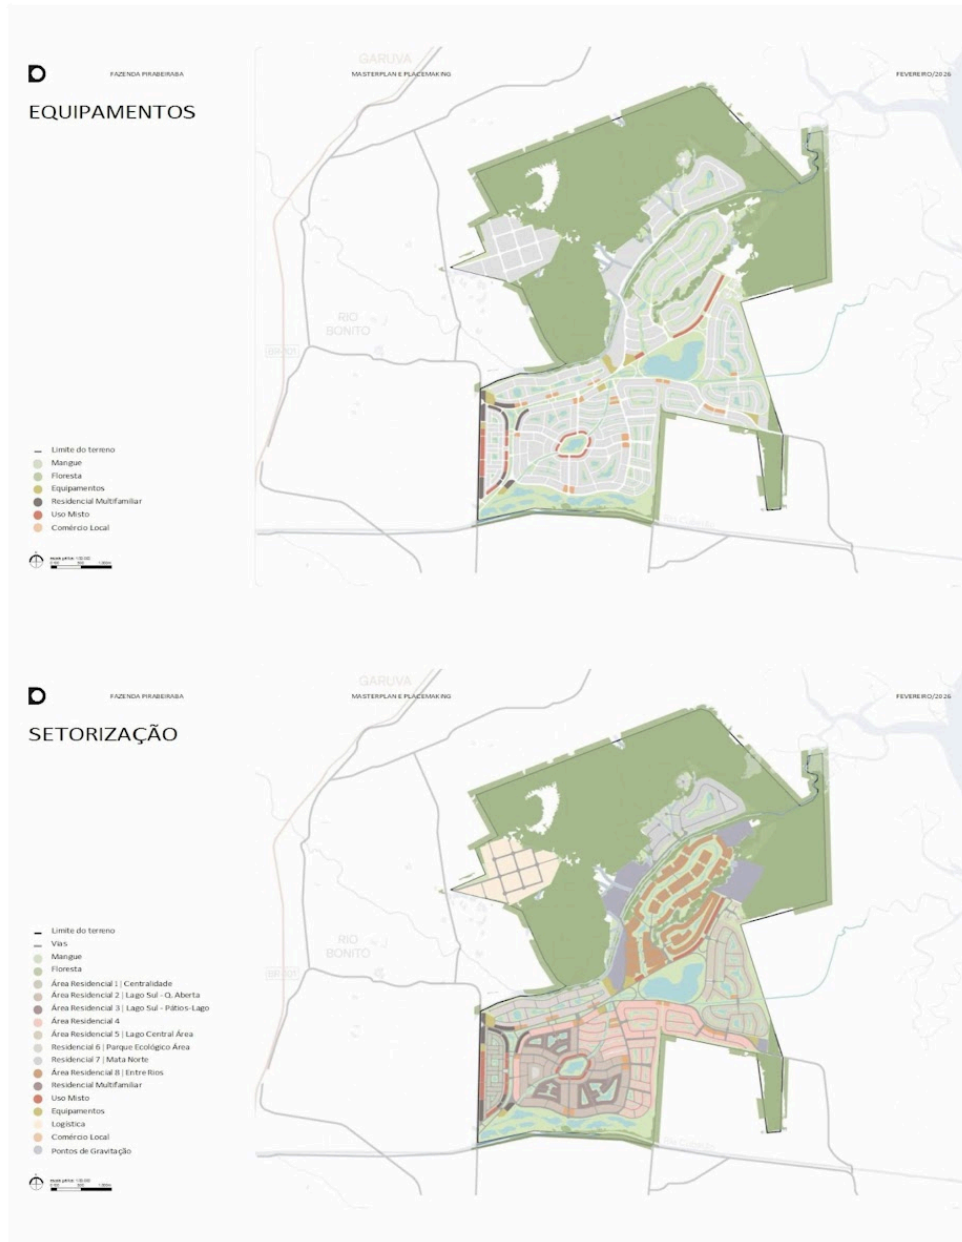 GARUVA
FAZENDA PIRABEIRABA
MASTERPLAN E PLACEMAKING
FEVEREIRO/2026
EQUIPAMENTOS
RIO
BONITO
BR-101
Limite do terreno
Mangue
Floresta
Equipamentos
Residencial Multifamiliar
Uso Misto
Comércio Local
GARUVA
FAZENDA PIRABEIRABA
MASTERPLAN E PLACEMAKING
FEVEREIRO/2026
SETORIZAÇÃO
RIO
BONITO
BR-101
Limite do terreno
Vias
Mangue
Floresta
Área Residencial 1 | Centralidade
Área Residencial 2 | Lago Sul - Q. Aberta
Área Residencial 3 | Lago Sul - Pátios-Lago
Área Residencial 4
Área Residencial 5 | Lago Central Área
Residencial 6 | Parque Ecológico Área
Residencial 7 | Mata Norte
Área Residencial 8 | Entre Rios
Residencial Multifamiliar
Uso Misto
Equipamentos
Logística
Comércio Local
Pontos de Gravitação